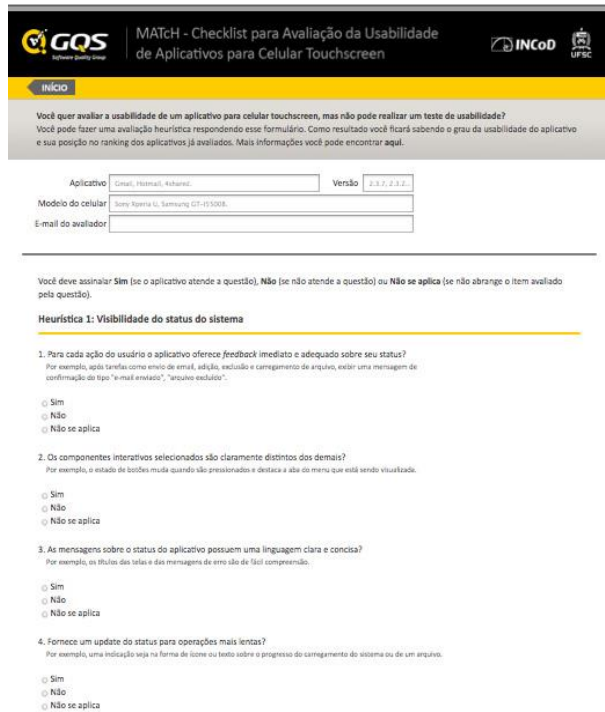 GQS
Software Quality Group
MATcH - Checklist para Avaliação da Usabilidade
de Aplicativos para Celular Touchscreen
INCoD
UFSC
INÍCIO
Você quer avaliar a usabilidade de um aplicativo para celular touchscreen, mas não pode realizar um teste de usabilidade?
Você pode fazer uma avaliação heurística respondendo esse formulário. Como resultado você ficará sabendo o grau da usabilidade do aplicativo
e sua posição no ranking dos aplicativos já avaliados. Mais informações você pode encontrar aqui.
Aplicativo Gmail, Hotmail, 4shared. Versão 2.3.7, 2.3.2..
Modelo do celular Sony Xperia U, Samsung GT-I5500B.
E-mail do avaliador
Você deve assinalar Sim (se o aplicativo atende a questão), Não (se não atende a questão) ou Não se aplica (se não abrange o item avaliado
pela questão).
Heurística 1: Visibilidade do status do sistema
1. Para cada ação do usuário o aplicativo oferece feedback imediato e adequado sobre seu status?
Por exemplo, após tarefas como envio de email, adição, exclusão e carregamento de arquivo, exibir uma mensagem de
confirmação do tipo "e-mail enviado", "arquivo excluído".
Sim
Não
Não se aplica
2. Os componentes interativos selecionados são claramente distintos dos demais?
Por exemplo, o estado de botões muda quando são pressionados e destaca a aba do menu que está sendo visualizada.
Sim
Não
Não se aplica
3. As mensagens sobre o status do aplicativo possuem uma linguagem clara e concisa?
Por exemplo, os títulos das telas e das mensagens de erro são de fácil compreensão.
Sim
Não
Não se aplica
4. Fornece um update do status para operações mais lentas?
Por exemplo, uma indicação seja na forma de ícone ou texto sobre o progresso do carregamento do sistema ou de um arquivo.
Sim
Não
Não se aplica